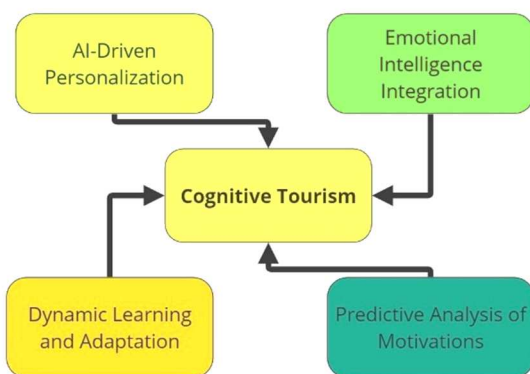 AI-Driven
Personalization
Emotional
Intelligence
Integration
Cognitive Tourism
Dynamic Learning
and Adaptation
Predictive Analysis of
Motivations